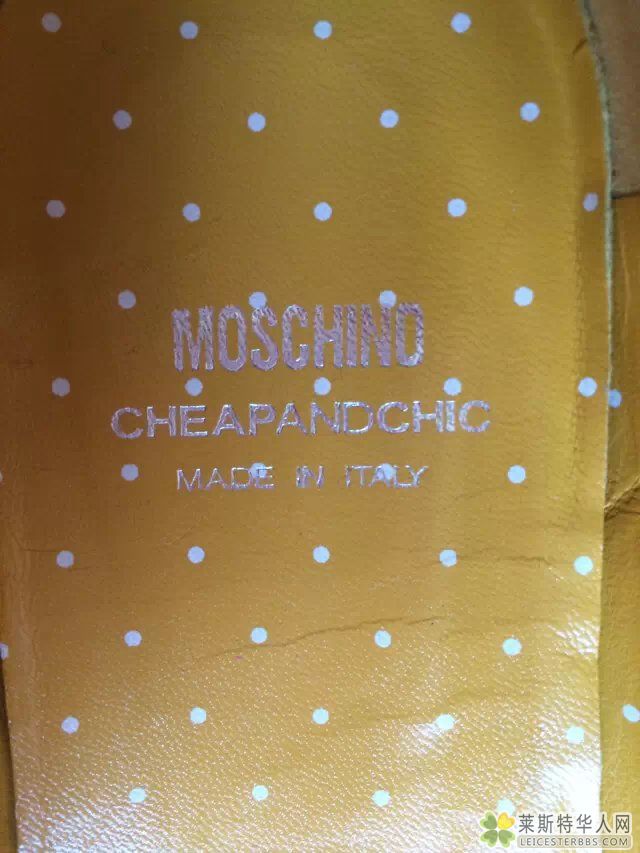 MOSCHINO
CHEAPANDCHIC
MADE IN ITALY
莱斯特华人网
LEICESTERBBS.COM